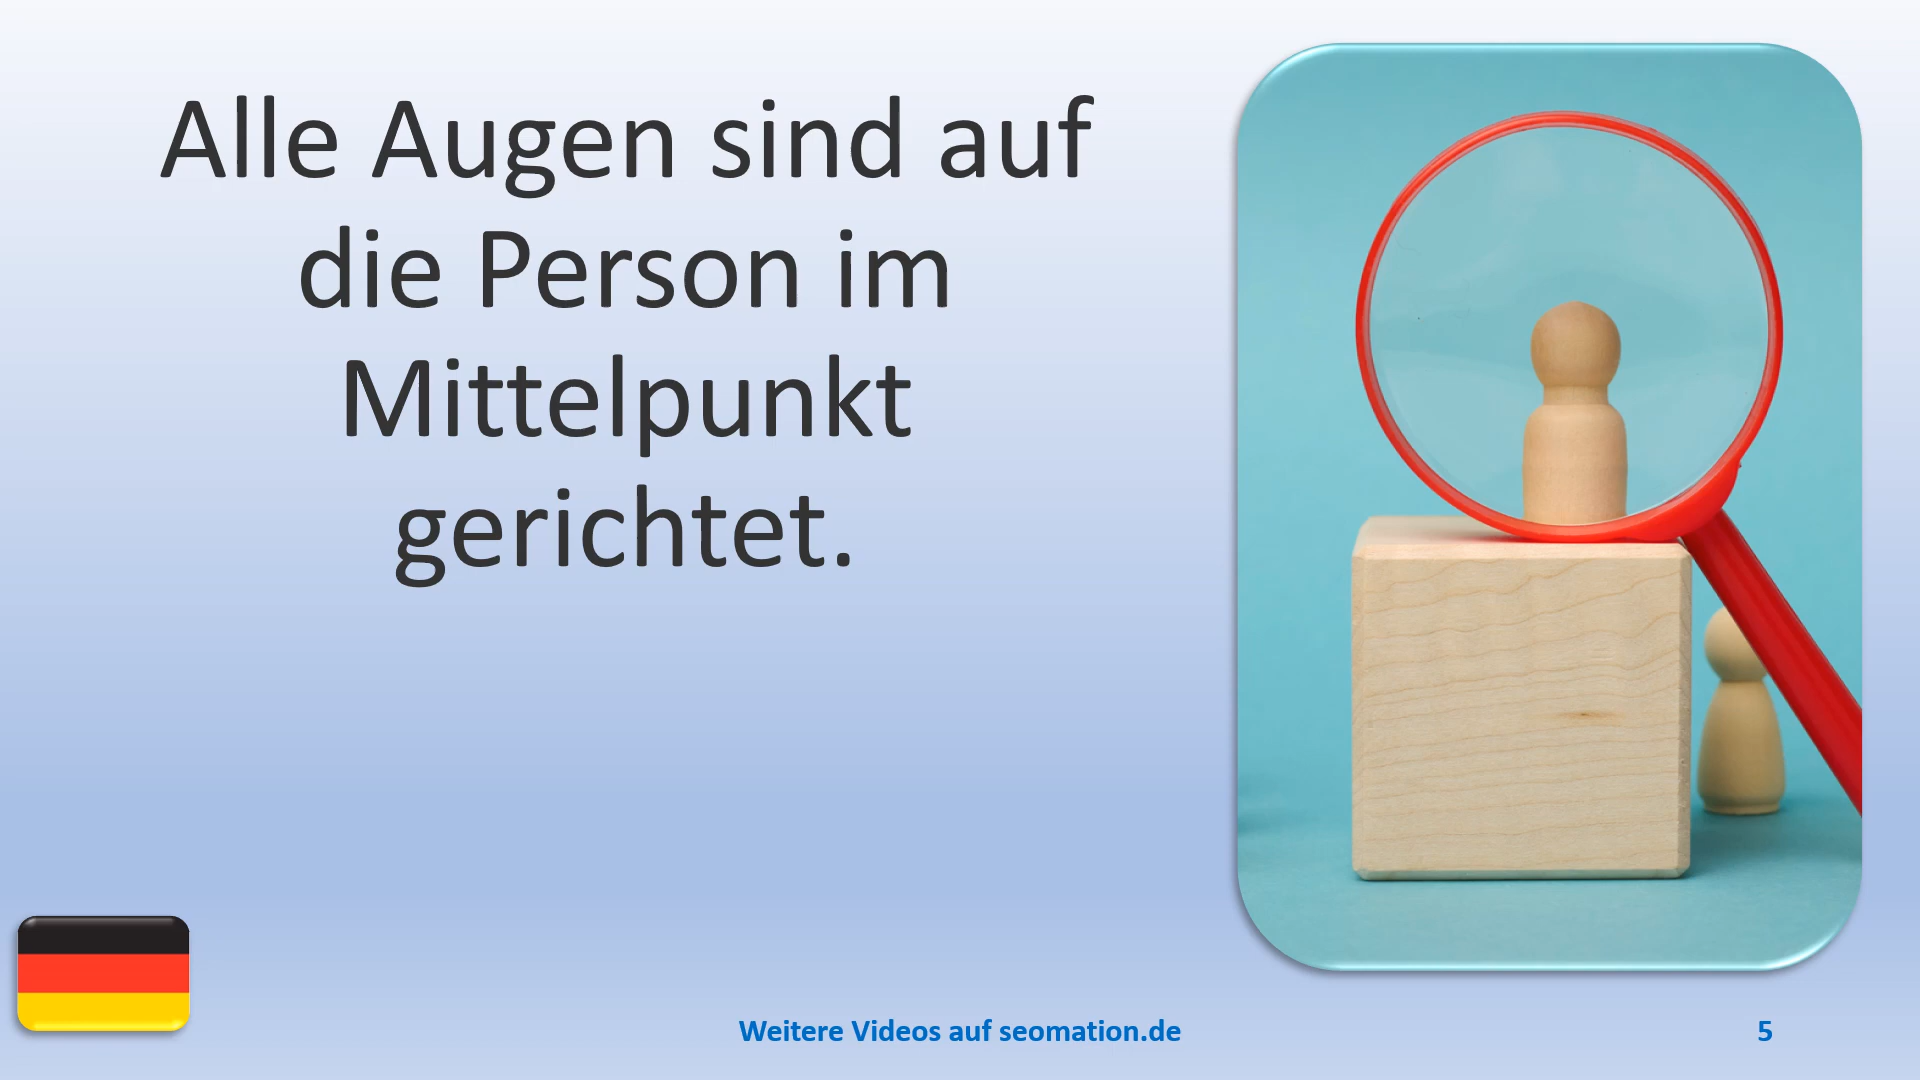 Alle Augen sind auf
die Person im
Mittelpunkt
gerichtet.
Weitere Videos auf seomation.de
5